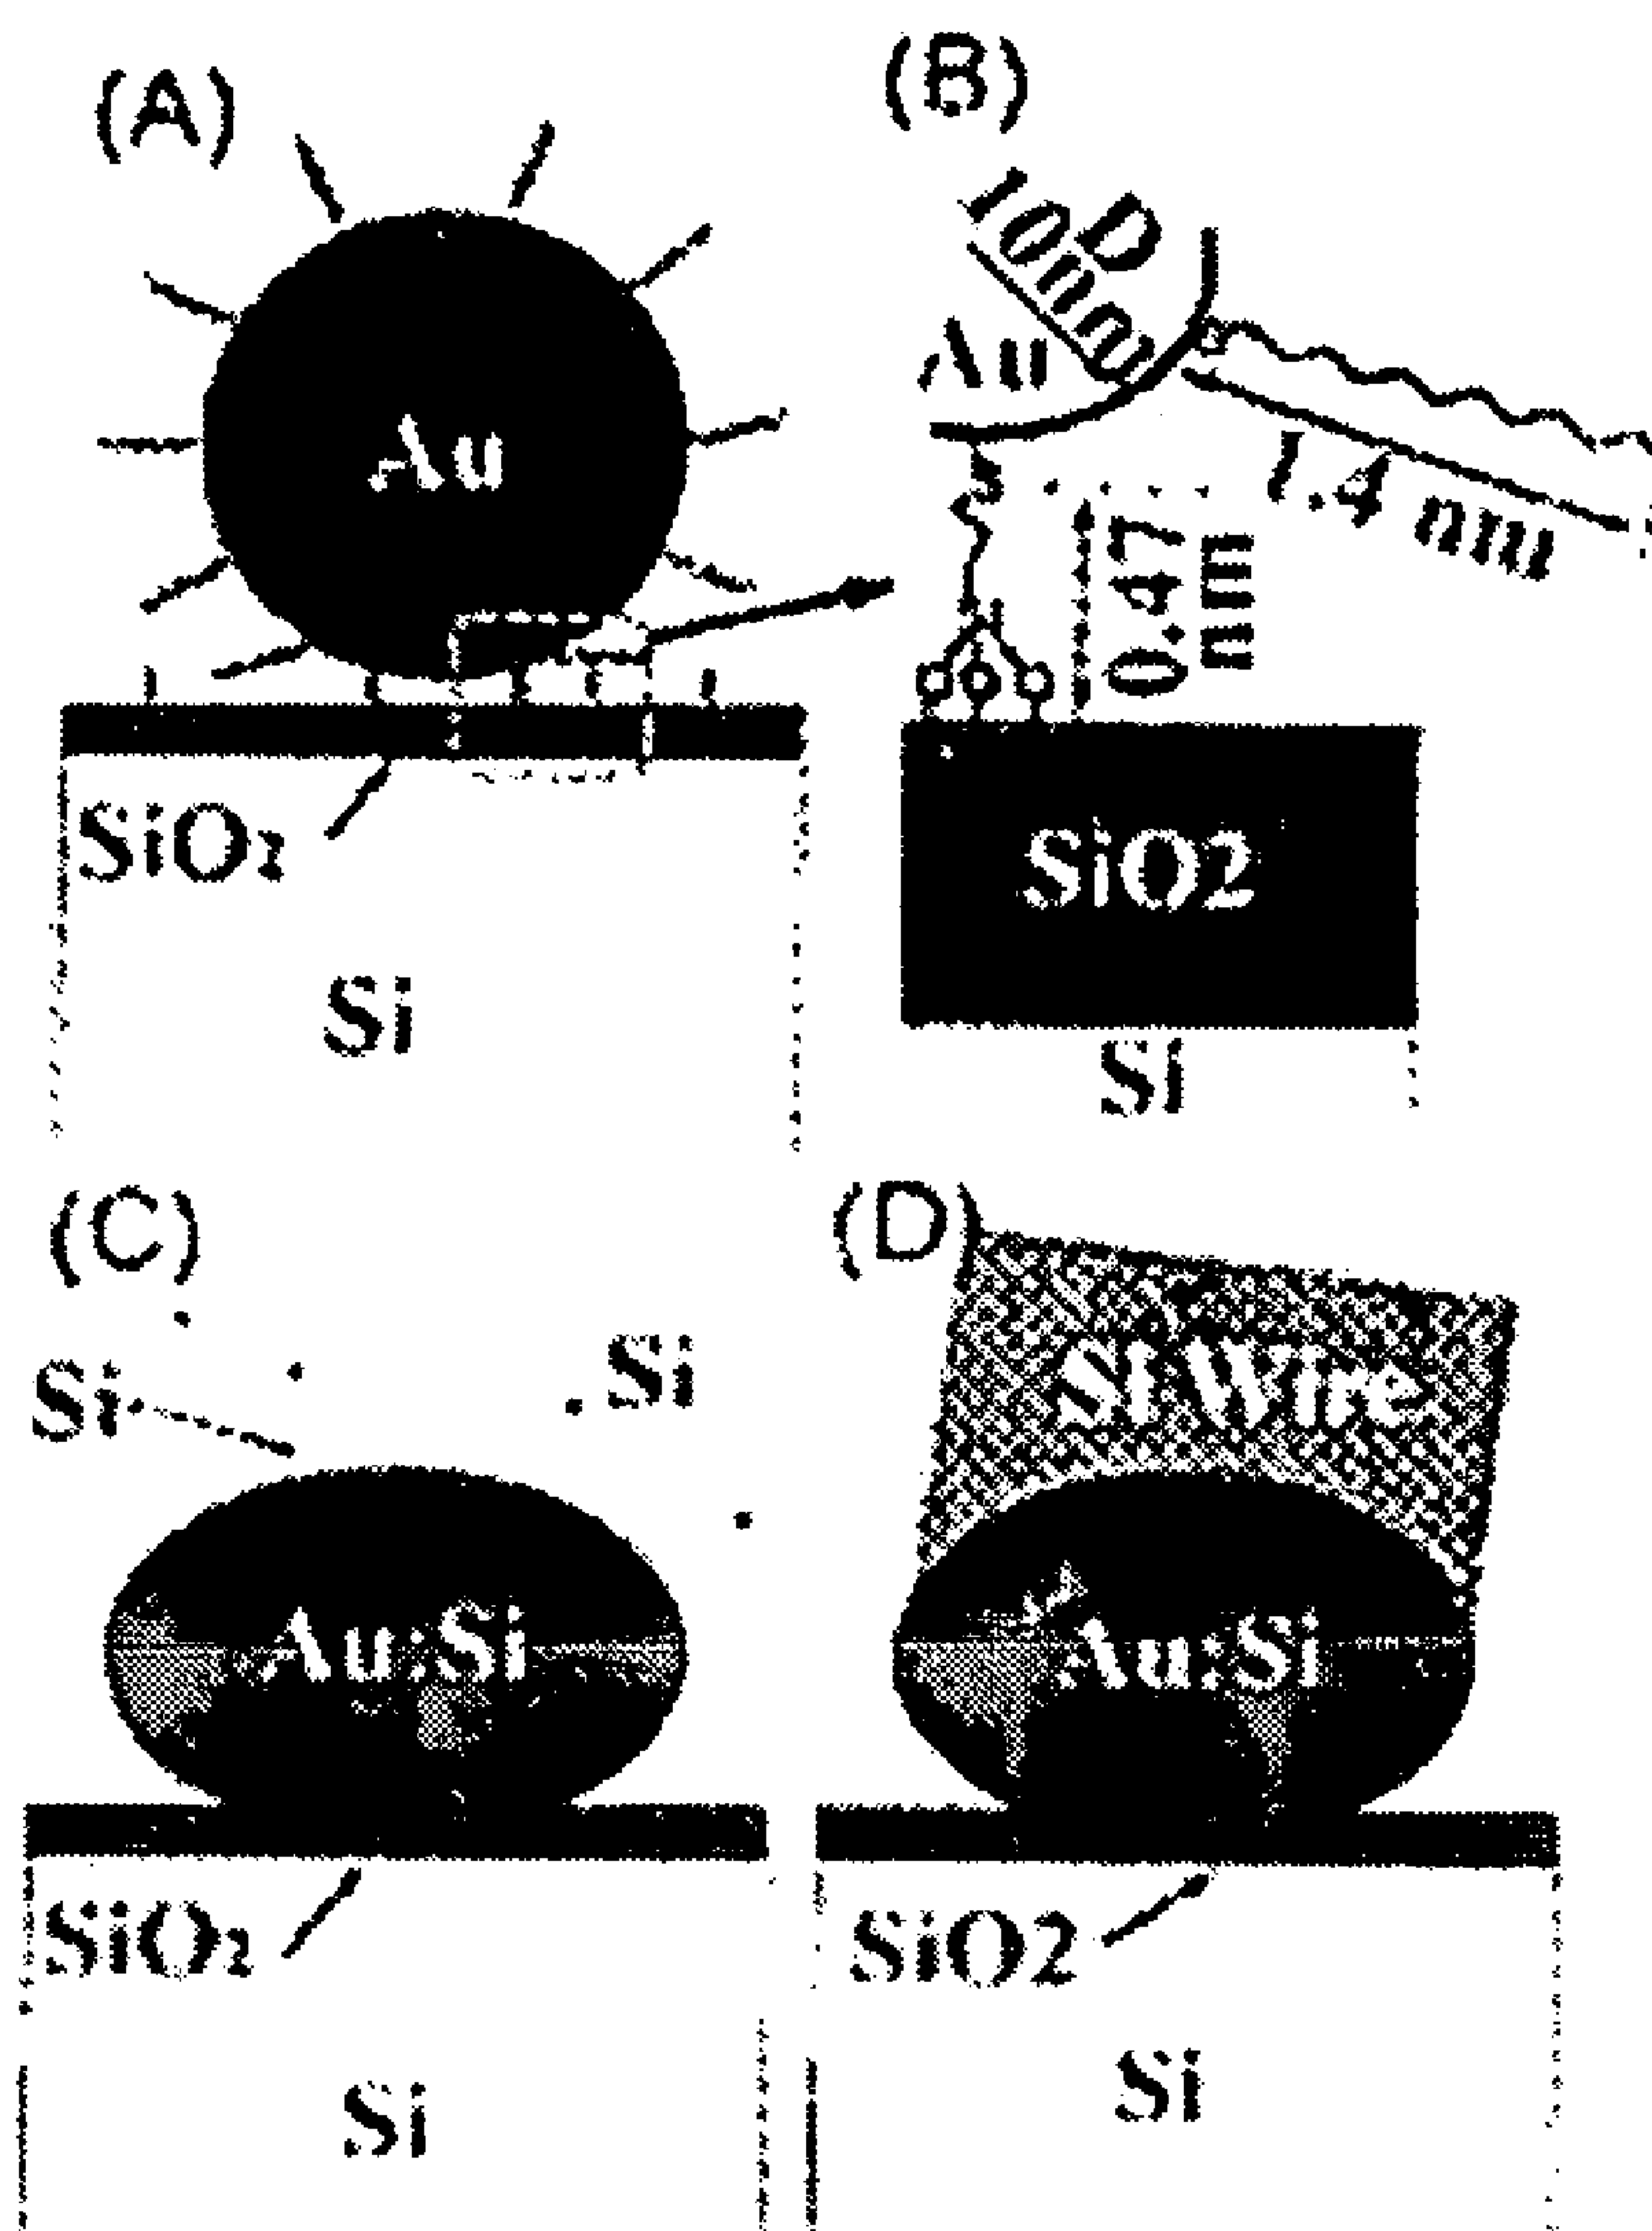 (A)
Au
SiO2
Si
(B)
D
10nm
Au
S
1.4 nm
0.47
nm
SiO2
Si
(C)
Si
Si
Au:Si
SiO2
Si
(D)
Si Wire
Au:Si
SiO2
Si